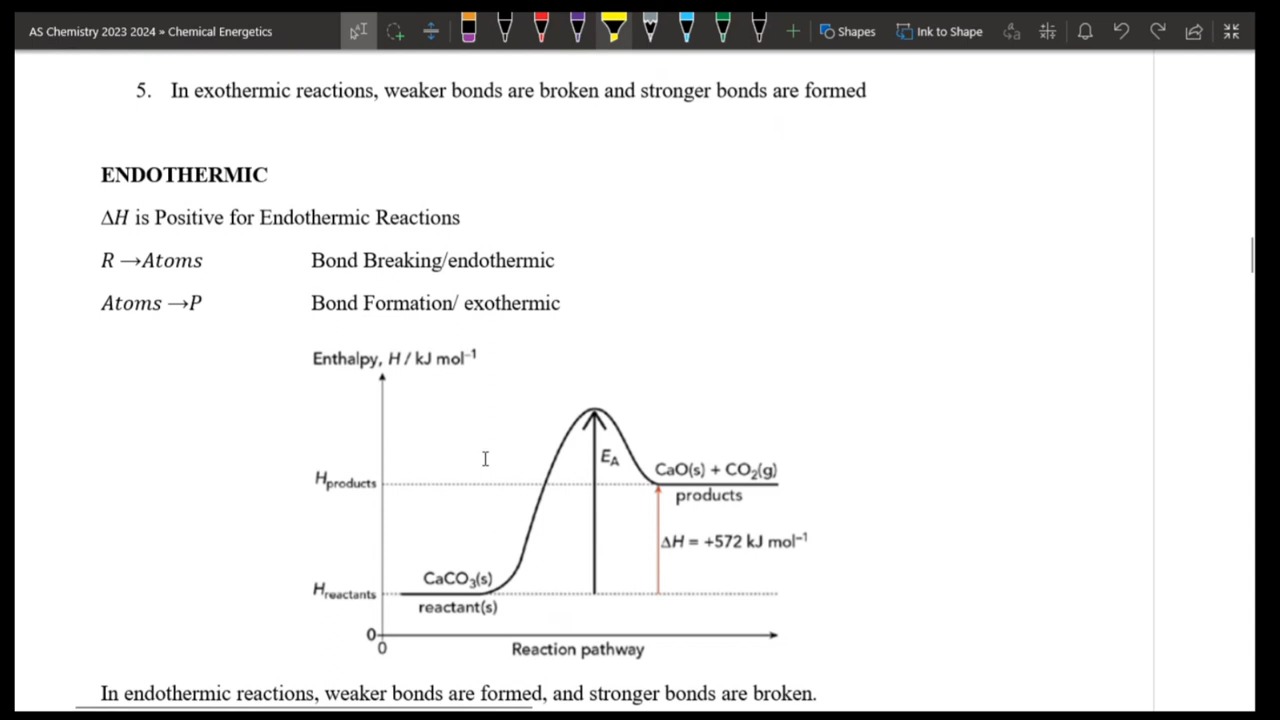 AS Chemistry 2023 2024 » Chemical Energetics
Shapes
Ink to Shape
5. In exothermic reactions, weaker bonds are broken and stronger bonds are formed
ENDOTHERMIC
ΔH is Positive for Endothermic Reactions
R →Atoms Bond Breaking/endothermic
Atoms →P Bond Formation/ exothermic
Enthalpy, H / kJ mol⁻¹
EA
CaO(s) + CO₂(g)
Hproducts
products
ΔH = +572 kJ mol⁻¹
CaCO₃(s)
Hreactants
reactant(s)
0
0
Reaction pathway
In endothermic reactions, weaker bonds are formed, and stronger bonds are broken.